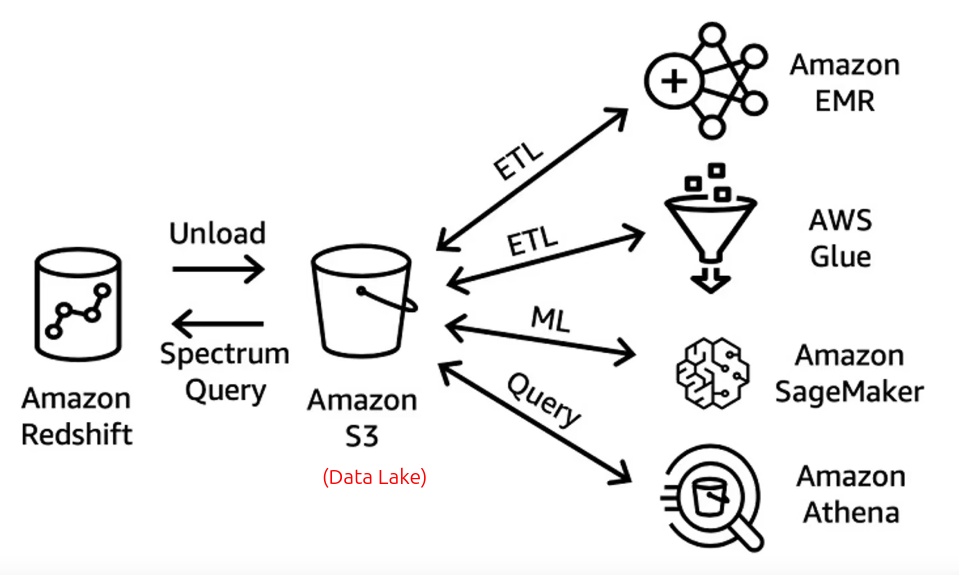 Amazon
EMR
ETL
AWS
Glue
ETL
Unload
Spectrum
Query
Amazon
Redshift
Amazon
S3
(Data Lake)
ML
Amazon
SageMaker
Query
Amazon
Athena